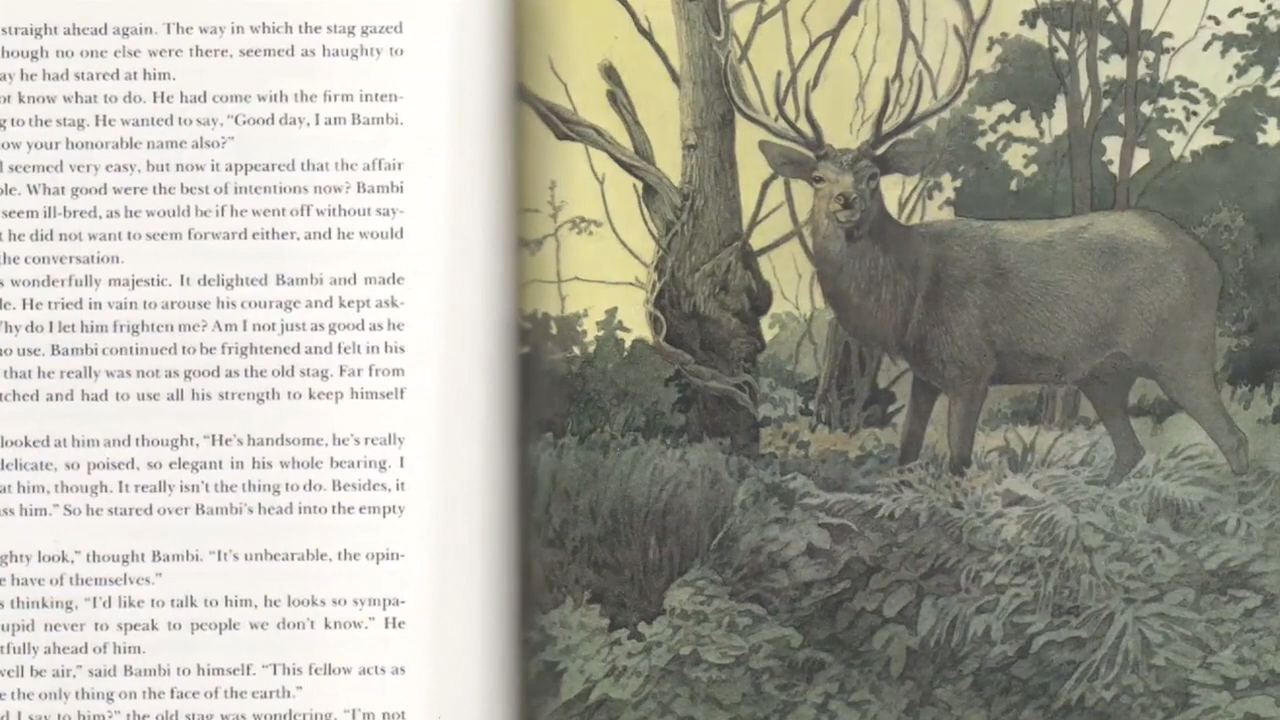 straight ahead again. The way in which the stag gazed
hough no one else were there, seemed as haughty to
ay he had stared at him.
ot know what to do. He had come with the firm inten-
g to the stag. He wanted to say, “Good day, I am Bambi.
ow your honorable name also?”
l seemed very easy, but now it appeared that the affair
ple. What good were the best of intentions now? Bambi
seem ill-bred, as he would be if he went off without say-
t he did not want to seem forward either, and he would
the conversation.
s wonderfully majestic. It delighted Bambi and made
le. He tried in vain to arouse his courage and kept ask-
Why do I let him frighten me? Am I not just as good as he
no use. Bambi continued to be frightened and felt in his
that he really was not as good as the old stag. Far from
tched and had to use all his strength to keep himself
looked at him and thought, “He’s handsome, he’s really
delicate, so poised, so elegant in his whole bearing. I
at him, though. It really isn’t the thing to do. Besides, it
ss him.” So he stared over Bambi’s head into the empty
ghty look,” thought Bambi. “It’s unbearable, the opin-
e have of themselves.”
s thinking, “I’d like to talk to him, he looks so sympa-
upid never to speak to people we don’t know.” He
tfully ahead of him.
well be air,” said Bambi to himself. “This fellow acts as
e the only thing on the face of the earth.”
d I say to him?” the old stag was wondering. “I’m not